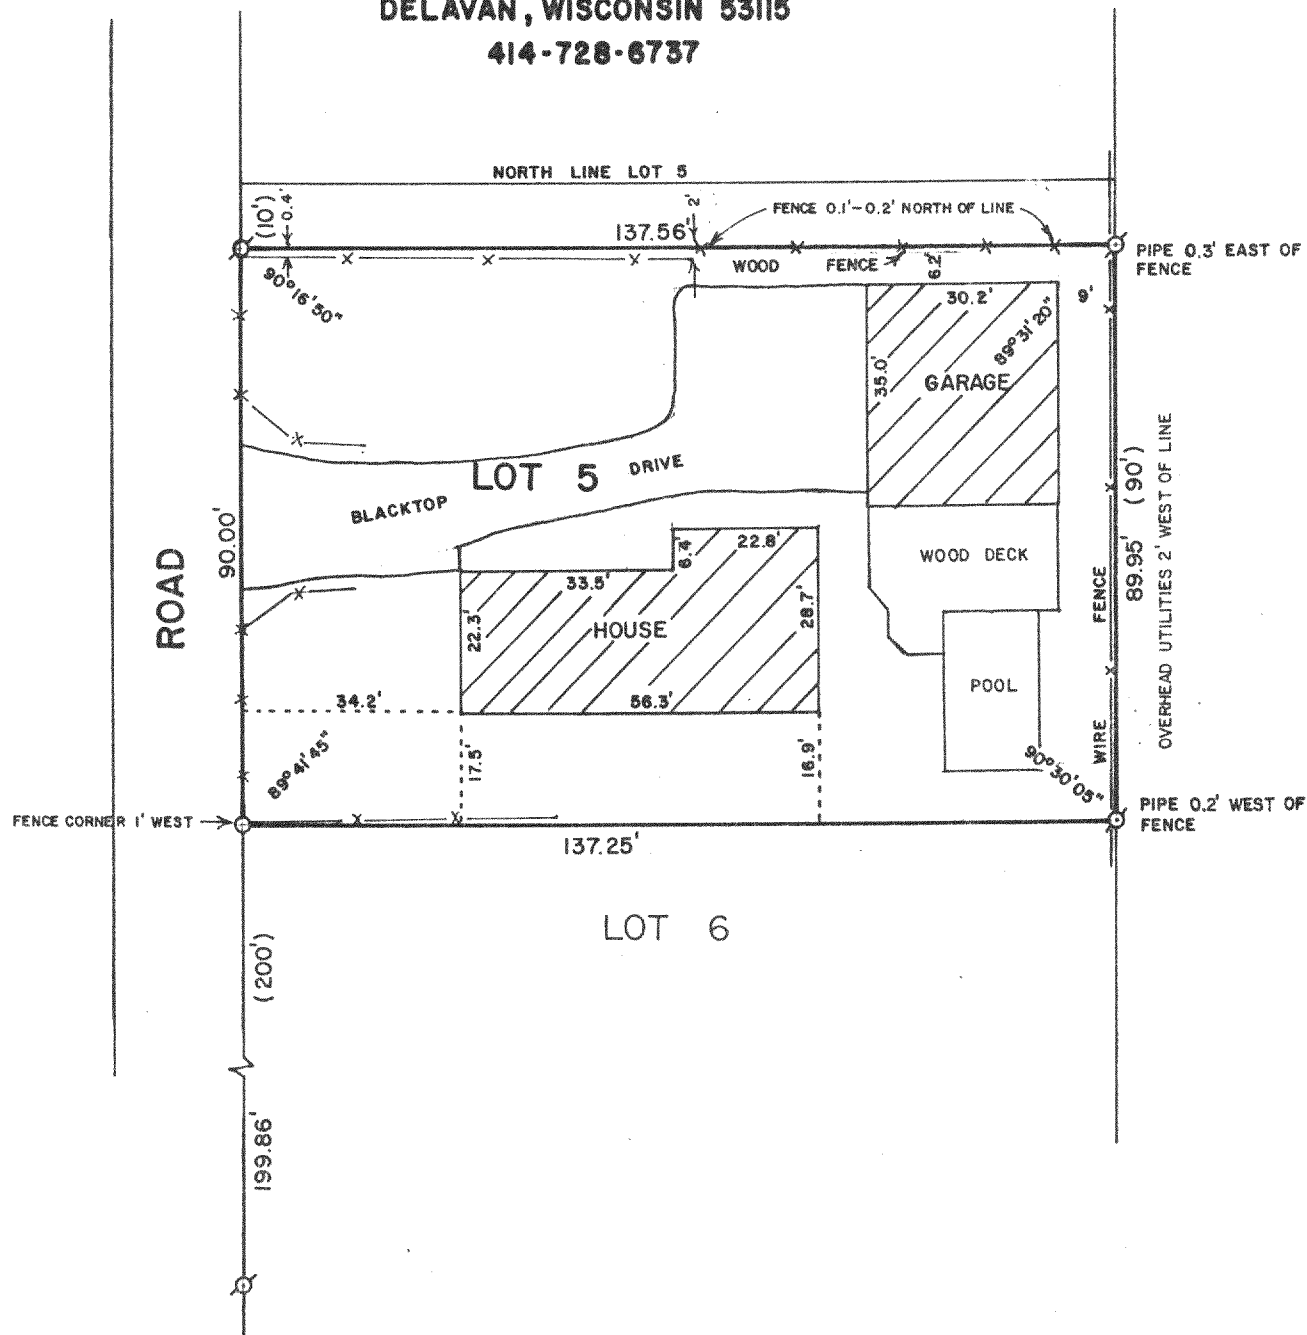 DELAVAN, WISCONSIN 53115
414-728-6737
NORTH LINE LOT 5
(10')
0.4'
137.56'
2'
FENCE 0.1'-0.2' NORTH OF LINE
WOOD FENCE
6.2'
PIPE 0.3' EAST OF
FENCE
90°16'50"
30.2'
9'
89°31'20"
35.0'
GARAGE
LOT 5
BLACKTOP DRIVE
ROAD
90.00'
33.5'
6.4'
22.8'
22.3'
HOUSE
28.7'
56.3'
34.2'
17.5'
16.9'
WOOD DECK
POOL
WIRE FENCE
89.95' (90')
OVERHEAD UTILITIES 2' WEST OF LINE
89°41'45"
90°30'05"
FENCE CORNER 1' WEST
PIPE 0.2' WEST OF
FENCE
137.25'
LOT 6
(200')
199.86'